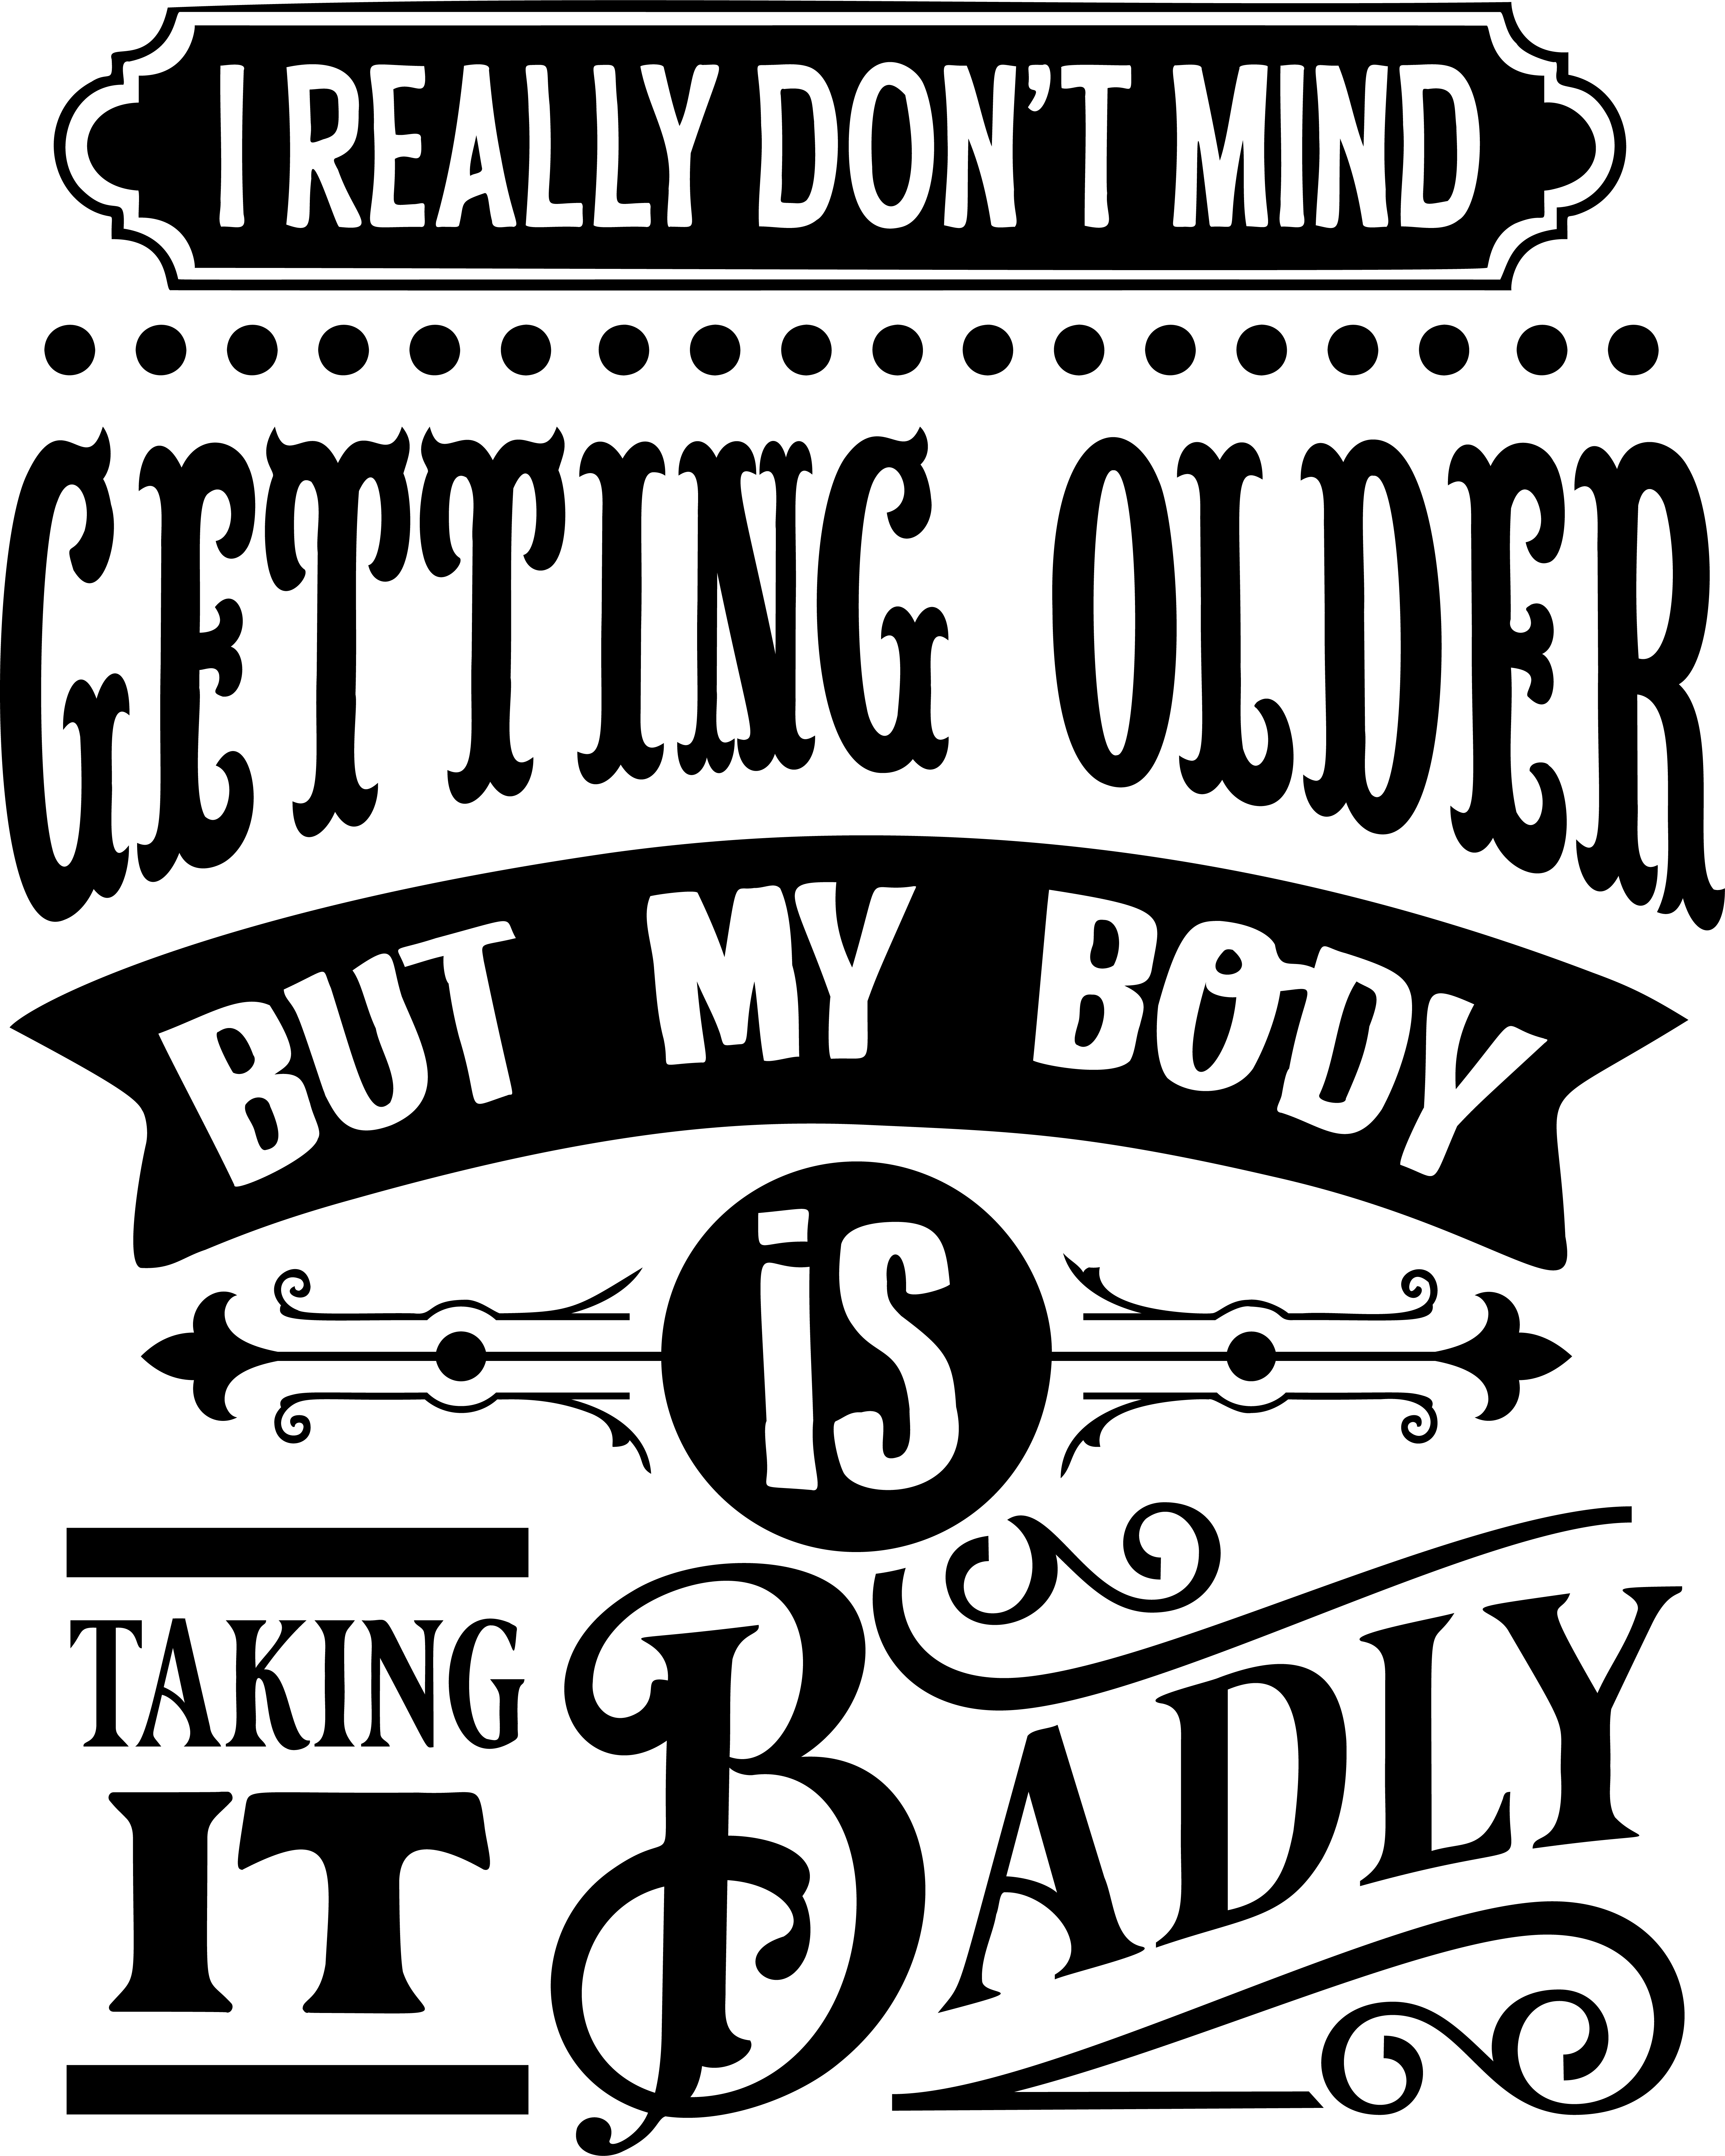 I REALLY DON'T MIND
GETTING OLDER
BUT MY BODY
iS
TAKING
IT
BADLY